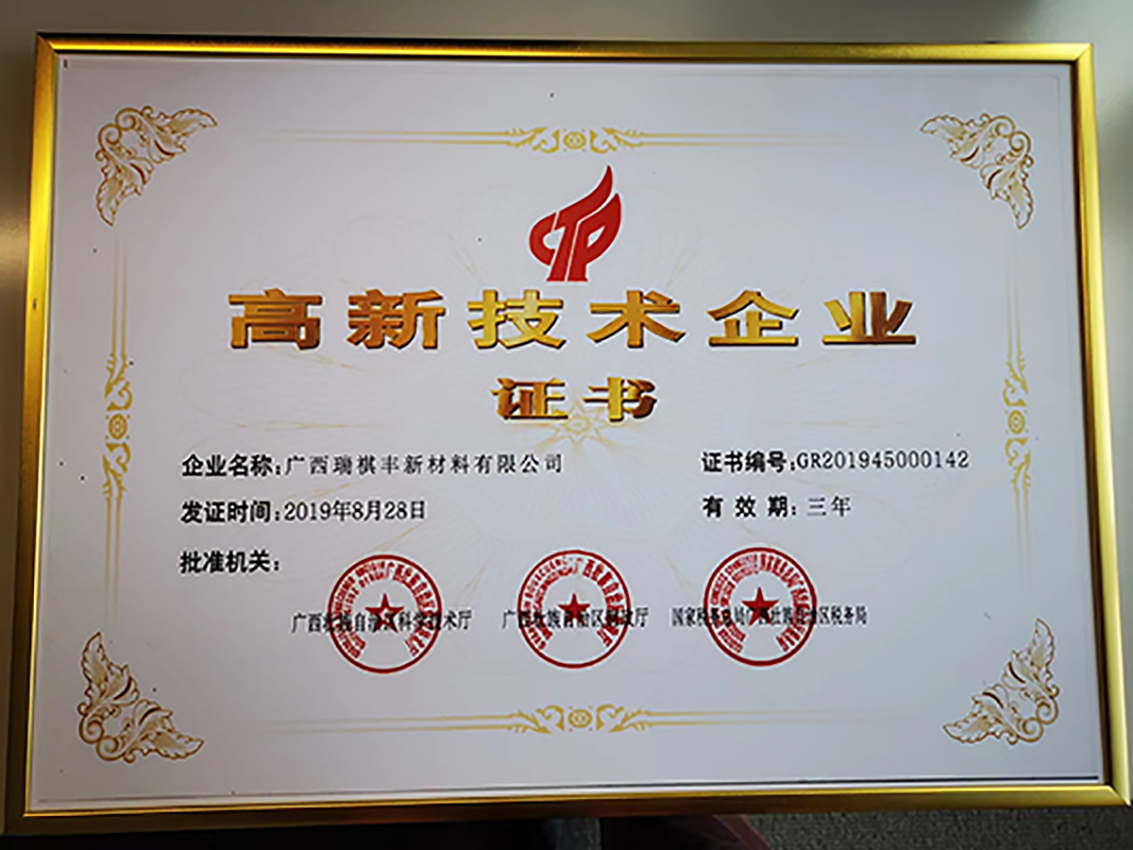 CTP
高新技术企业
证书
企业名称:广西瑞棋丰新材料有限公司
证书编号:GR201945000142
发证时间:2019年8月28日
有效期:三年
批准机关:
广西壮族自治区科学技术厅
广西壮族自治区财政厅
国家税务总局广西壮族自治区税务局